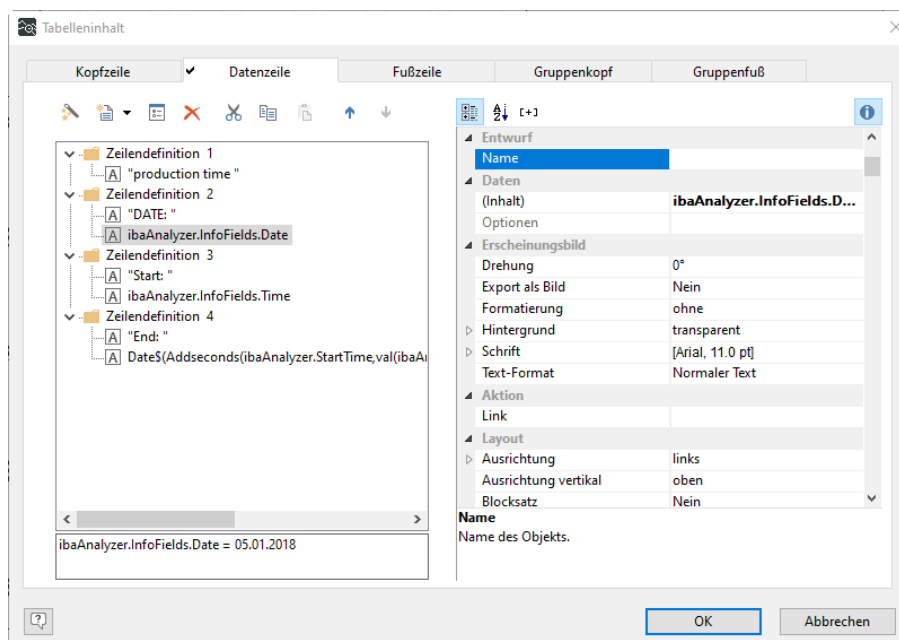 Tabelleninhalt
Kopfzeile Datenzeile Fußzeile Gruppenkopf Gruppenfuß
Zeilendefinition 1
A "production time "
Zeilendefinition 2
A "DATE: "
A ibaAnalyzer.InfoFields.Date
Zeilendefinition 3
A "Start: "
A ibaAnalyzer.InfoFields.Time
Zeilendefinition 4
A "End: "
A Date$(Addseconds(ibaAnalyzer.StartTime,val(ibaAn
ibaAnalyzer.InfoFields.Date = 05.01.2018
A Z [+]
Entwurf
Name
Daten
(Inhalt) ibaAnalyzer.InfoFields.D...
Optionen
Erscheinungsbild
Drehung 0°
Export als Bild Nein
Formatierung ohne
Hintergrund transparent
Schrift [Arial, 11.0 pt]
Text-Format Normaler Text
Aktion
Link
Layout
Ausrichtung links
Ausrichtung vertikal oben
Blocksatz Nein
Name
Name des Objekts.
OK Abbrechen